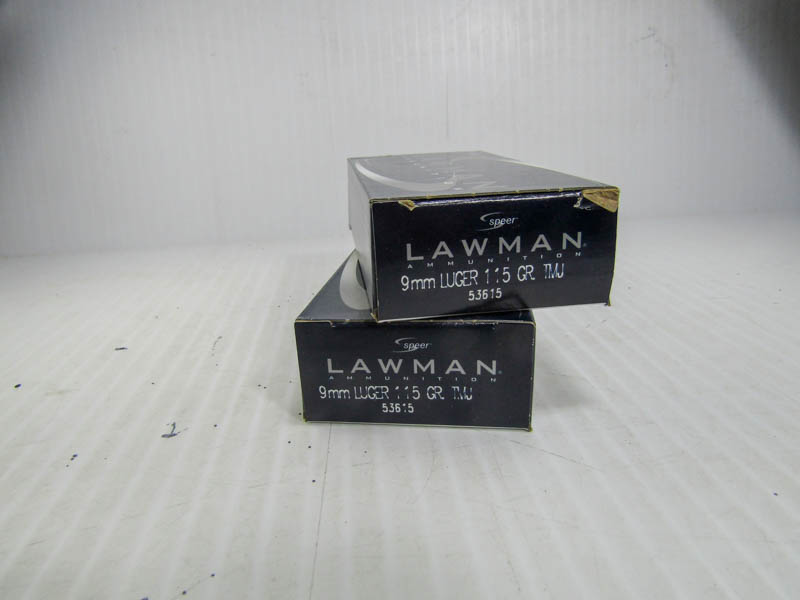 speer
LAWMAN®
AMMUNITION
9mm LUGER 115 GR. TMJ
53615
speer
LAWMAN®
AMMUNITION
9mm LUGER 115 GR. TMJ
53615